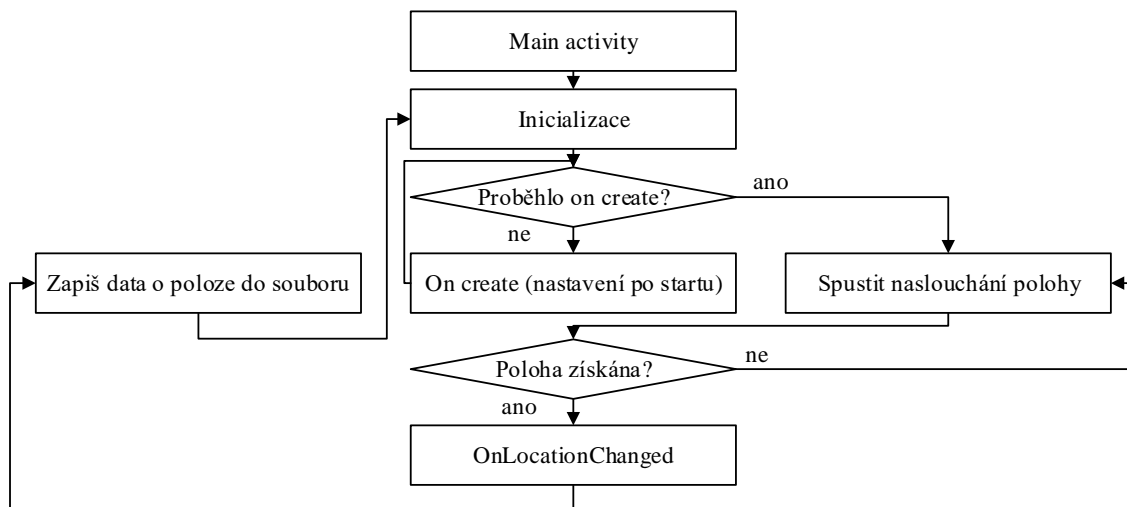 Main activity
Inicializace
Proběhlo on create?
ano
ne
Zapiš data o poloze do souboru
On create (nastavení po startu)
Spustit naslouchání polohy
Poloha získána?
ne
ano
OnLocationChanged